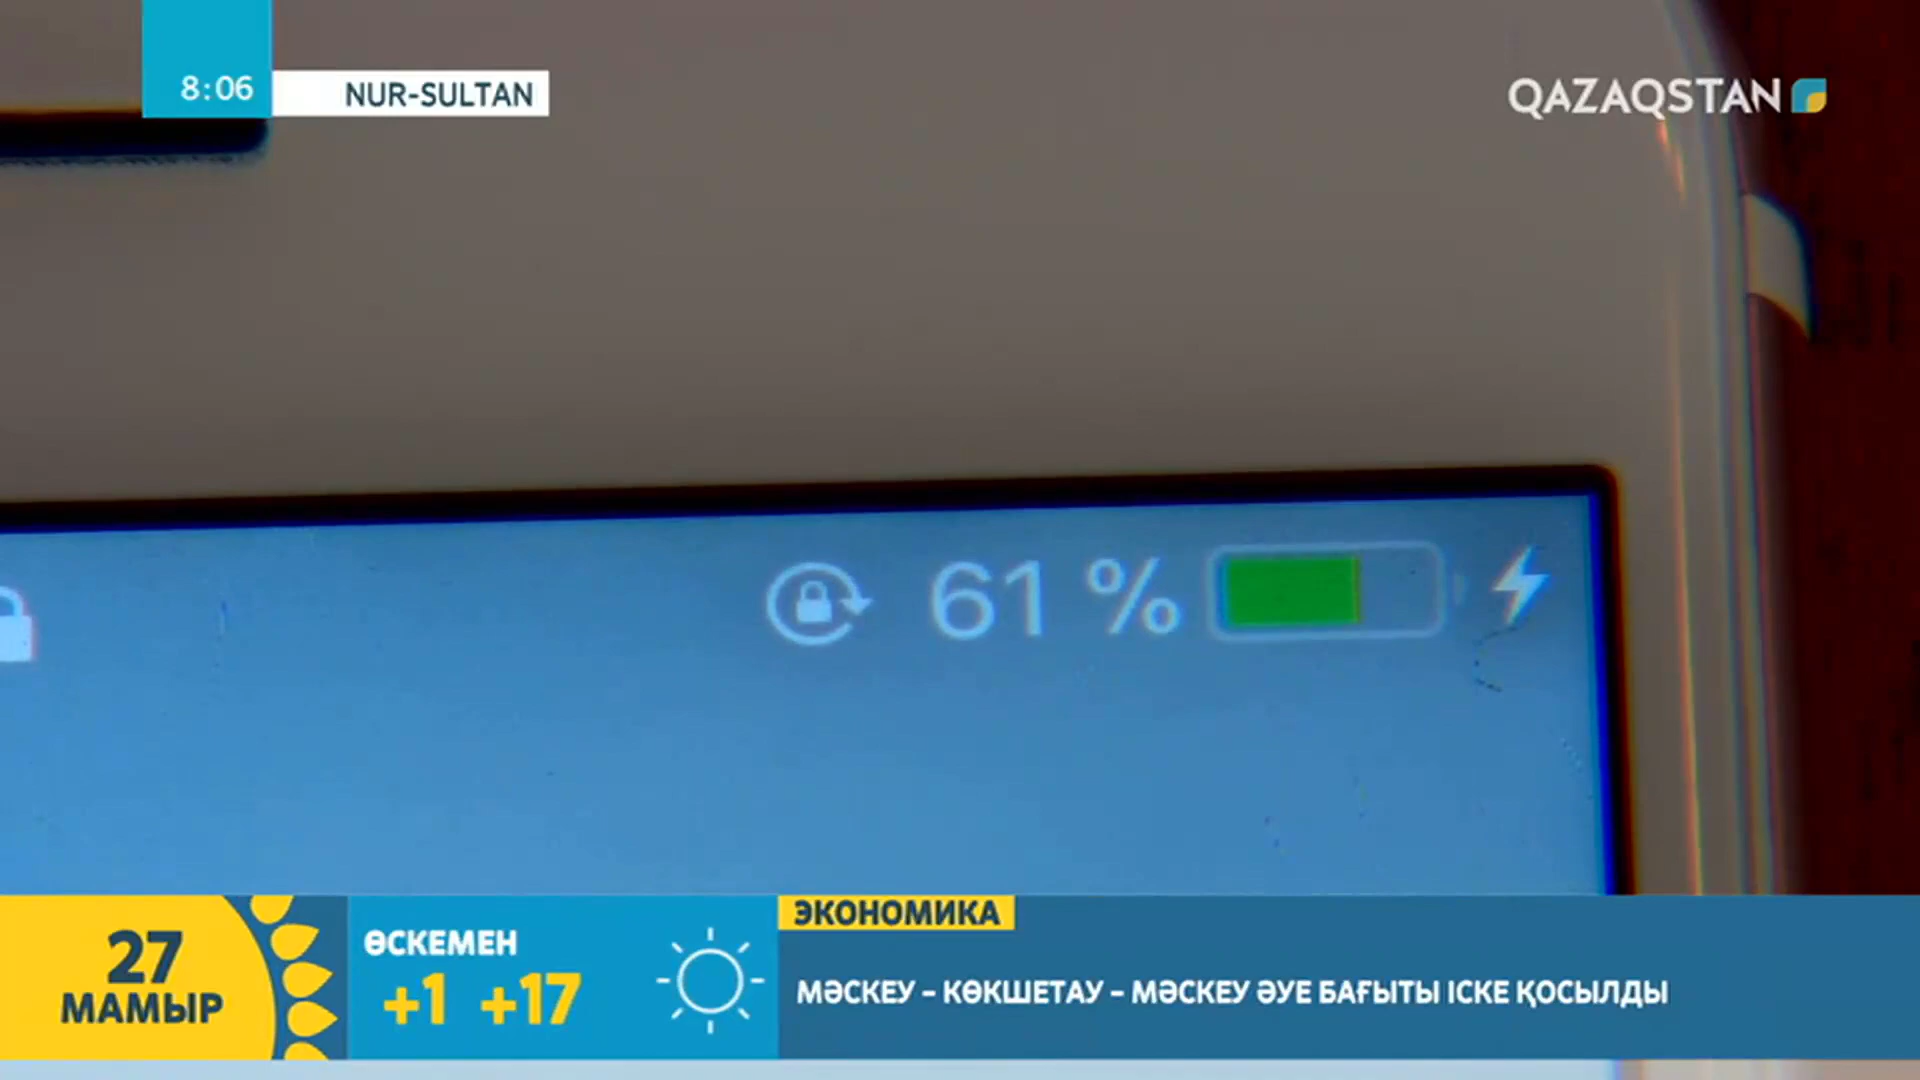 8:06
NUR-SULTAN
QAZAQSTAN
61 %
27
МАМЫР
ӨСКЕМЕН
+1 +17
ЭКОНОМИКА
МӘСКЕУ – КӨКШЕТАУ – МӘСКЕУ ӘУЕ БАҒЫТЫ ІСКЕ ҚОСЫЛДЫ